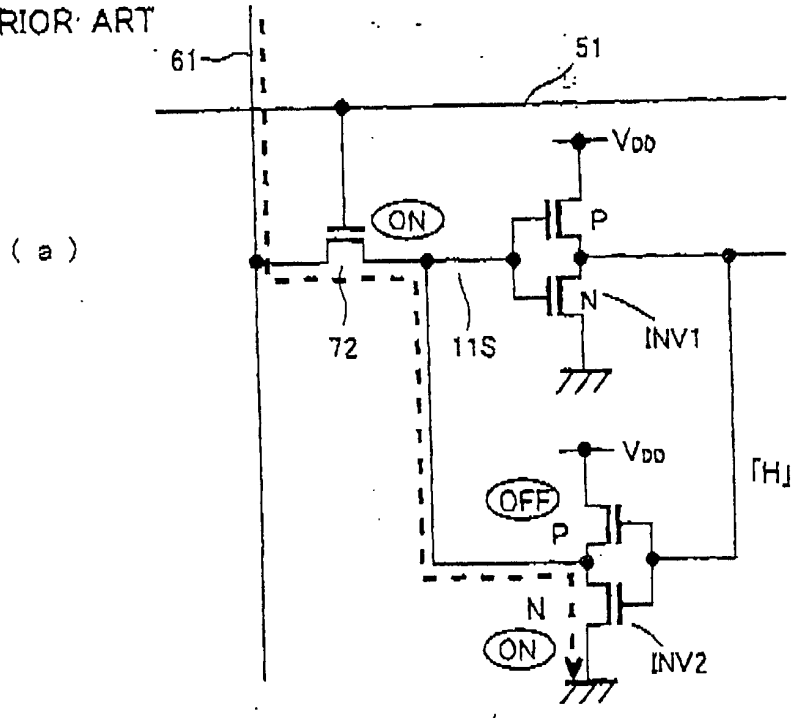 RIOR ART
61
51
VDD
ON
P
( a )
N
72
11S
INV1
VDD
「H」
OFF
P
N
ON
INV2